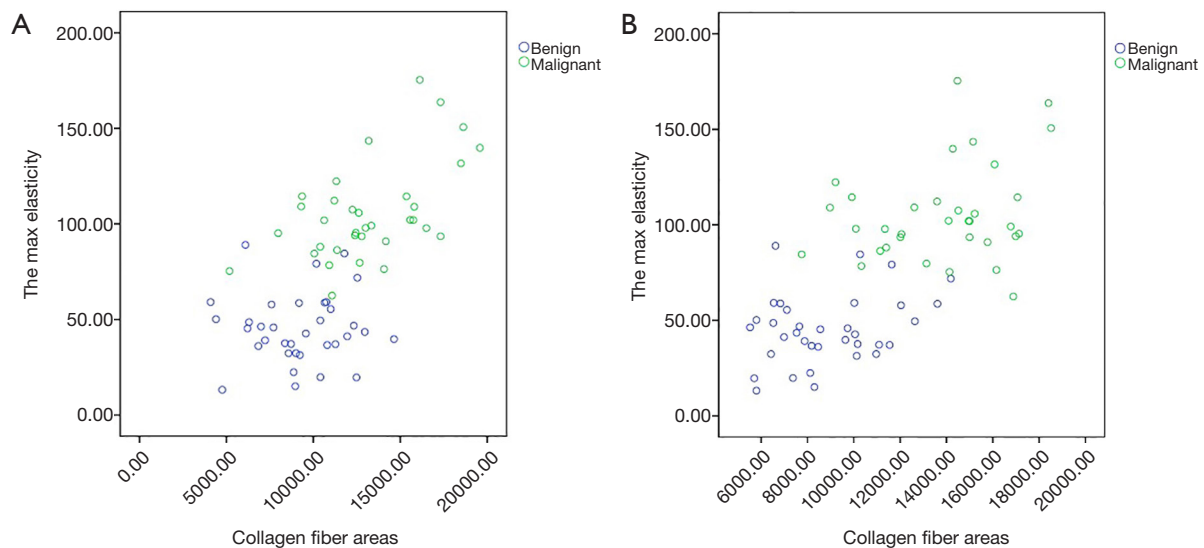 A
200.00
150.00
100.00
50.00
0.00
The max elasticity
0.00
5000.00
10000.00
15000.00
20000.00
Collagen fiber areas
Benign
Malignant
B
200.00
150.00
100.00
50.00
0.00
The max elasticity
6000.00
8000.00
10000.00
12000.00
14000.00
16000.00
18000.00
20000.00
Collagen fiber areas
Benign
Malignant